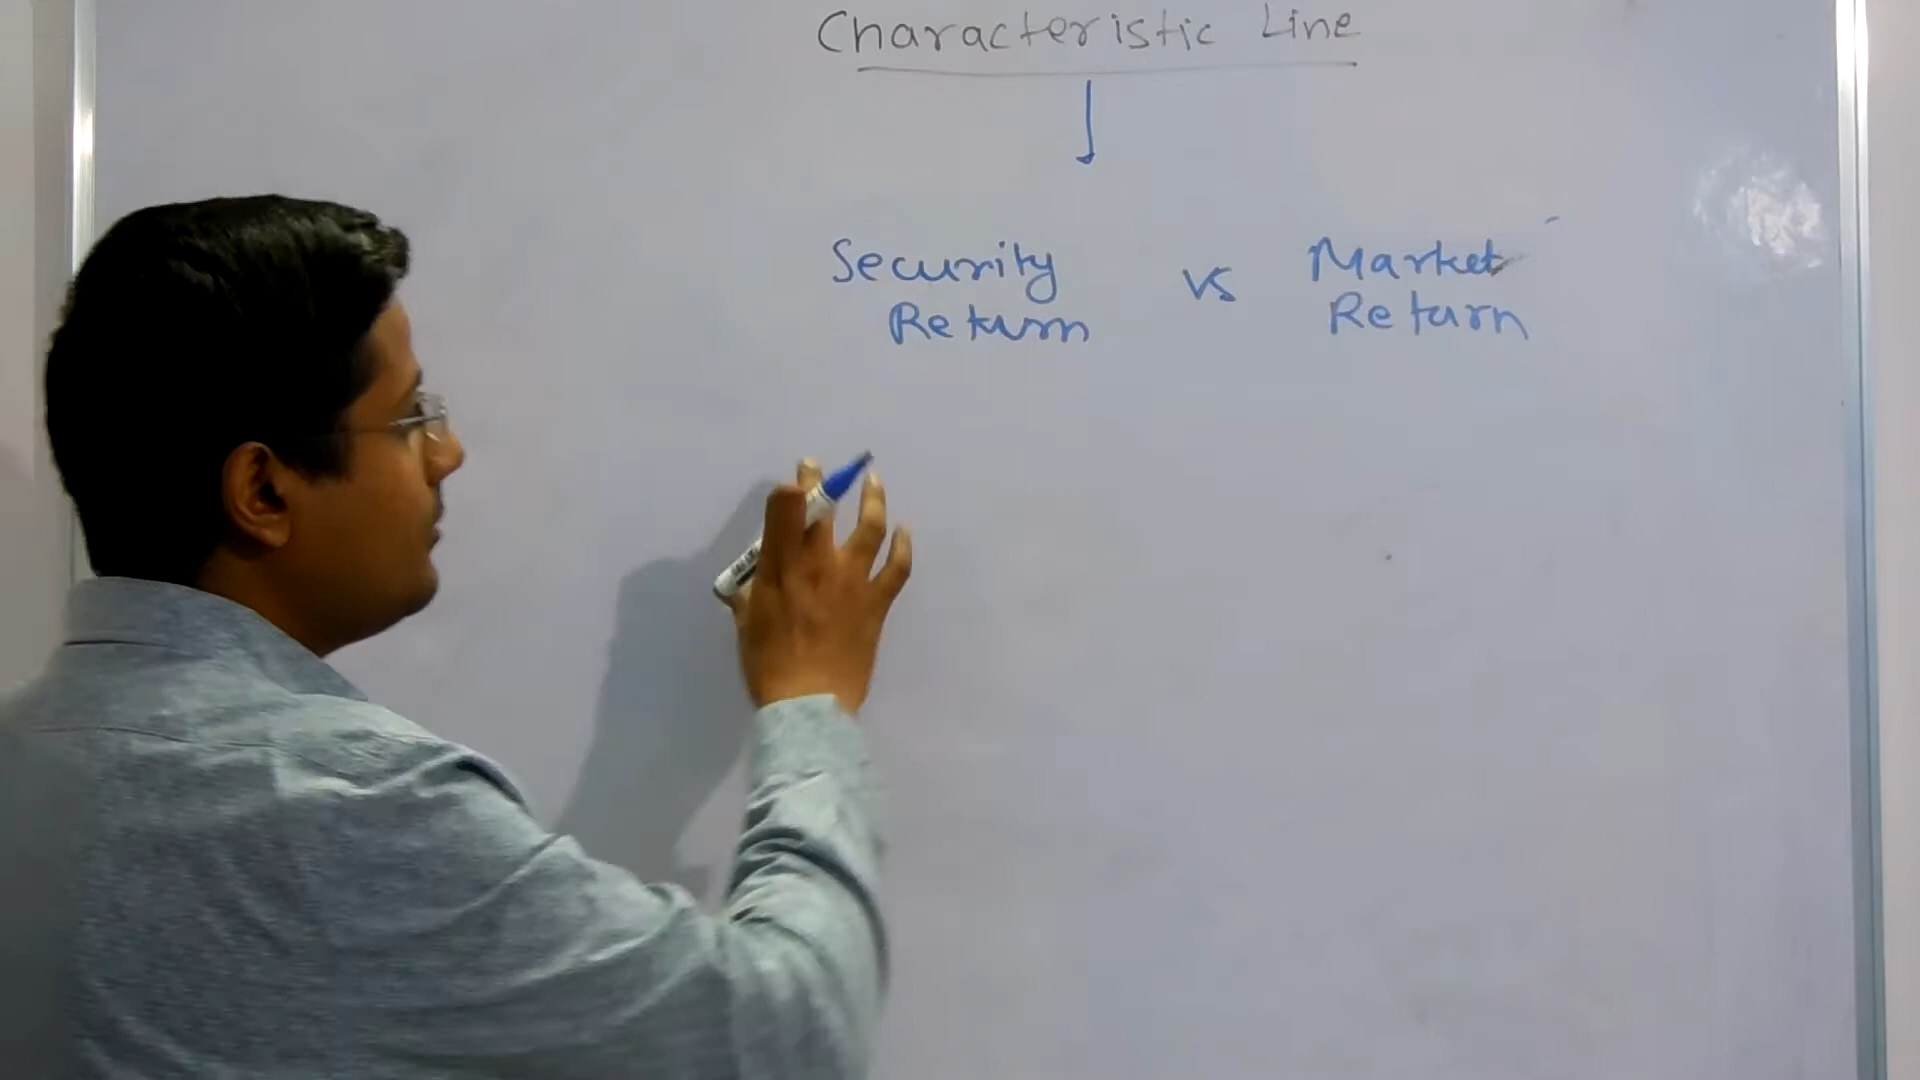 Characteristic Line
Security vs Market
Return Return